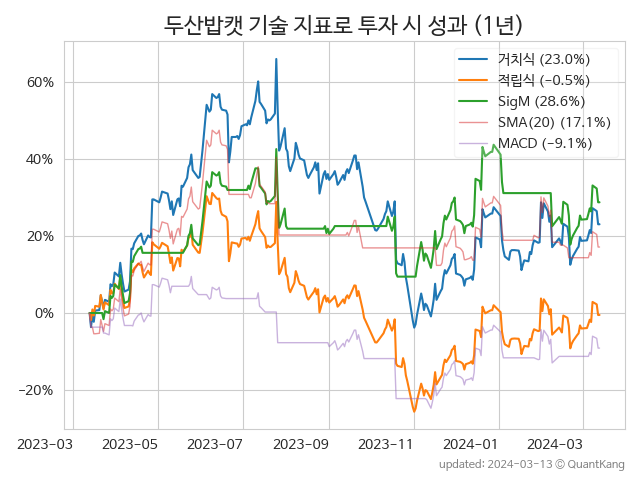 두산밥캣 기술 지표로 투자 시 성과 (1년)
거치식 (23.0%)
적립식 (−0.5%)
SigM (28.6%)
SMA(20) (17.1%)
MACD (−9.1%)
60%
40%
20%
0%
−20%
2023-03 2023-05 2023-07 2023-09 2023-11 2024-01 2024-03
updated: 2024-03-13 ⓒ QuantKang